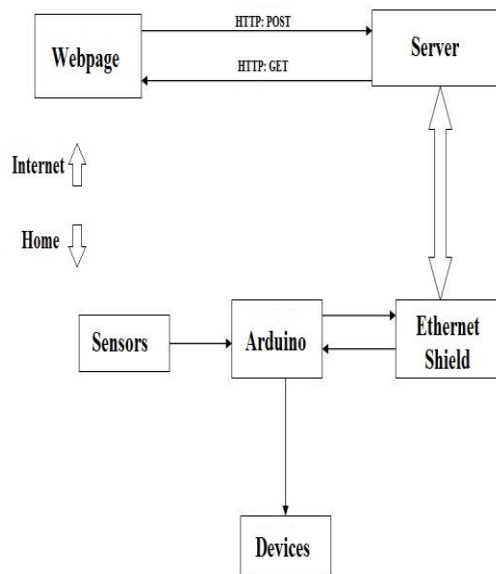 HTTP: POST
Webpage
Server
HTTP: GET
Internet
Home
Sensors
Arduino
Ethernet
Shield
Devices